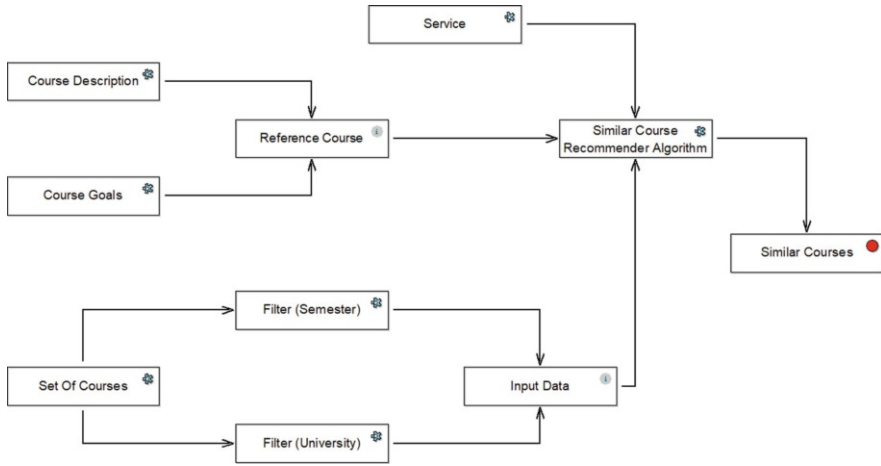 Service
Course Description
Reference Course
Similar Course
Recommender Algorithm
Course Goals
Similar Courses
Filter (Semester)
Set Of Courses
Input Data
Filter (University)